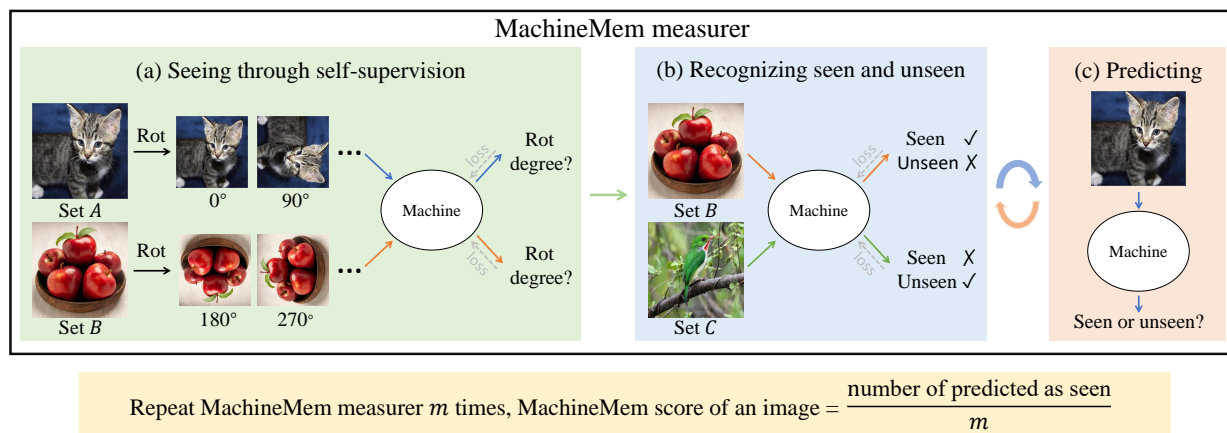 MachineMem measurer
(a) Seeing through self-supervision
Rot
0°
90°
...
Set A
Rot
180°
270°
...
Set B
Machine
loss
Rot
degree?
loss
Rot
degree?
(b) Recognizing seen and unseen
Set B
Set C
Machine
loss
Seen ✓
Unseen ✗
loss
Seen ✗
Unseen ✓
(c) Predicting
Machine
Seen or unseen?
Repeat MachineMem measurer m times, MachineMem score of an image = number of predicted as seen / m